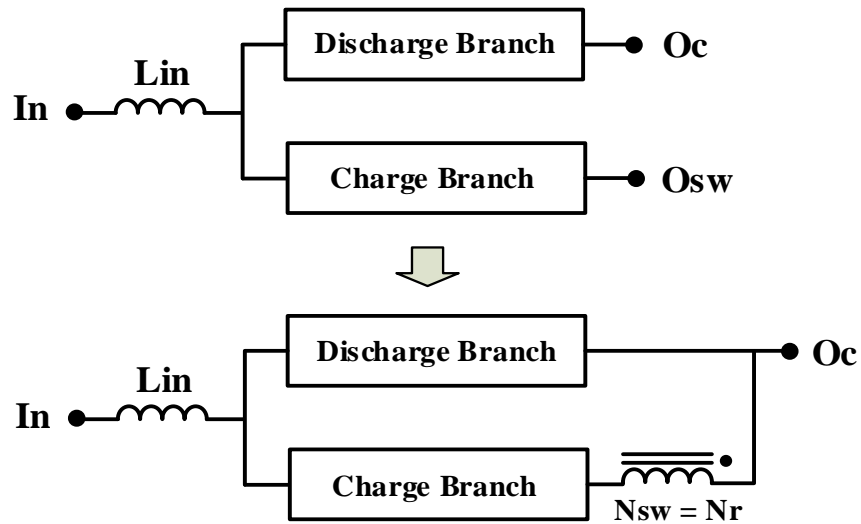 Discharge Branch
Oc
Lin
In
Charge Branch
Osw
Discharge Branch
Oc
Lin
In
Charge Branch
Nsw = Nr